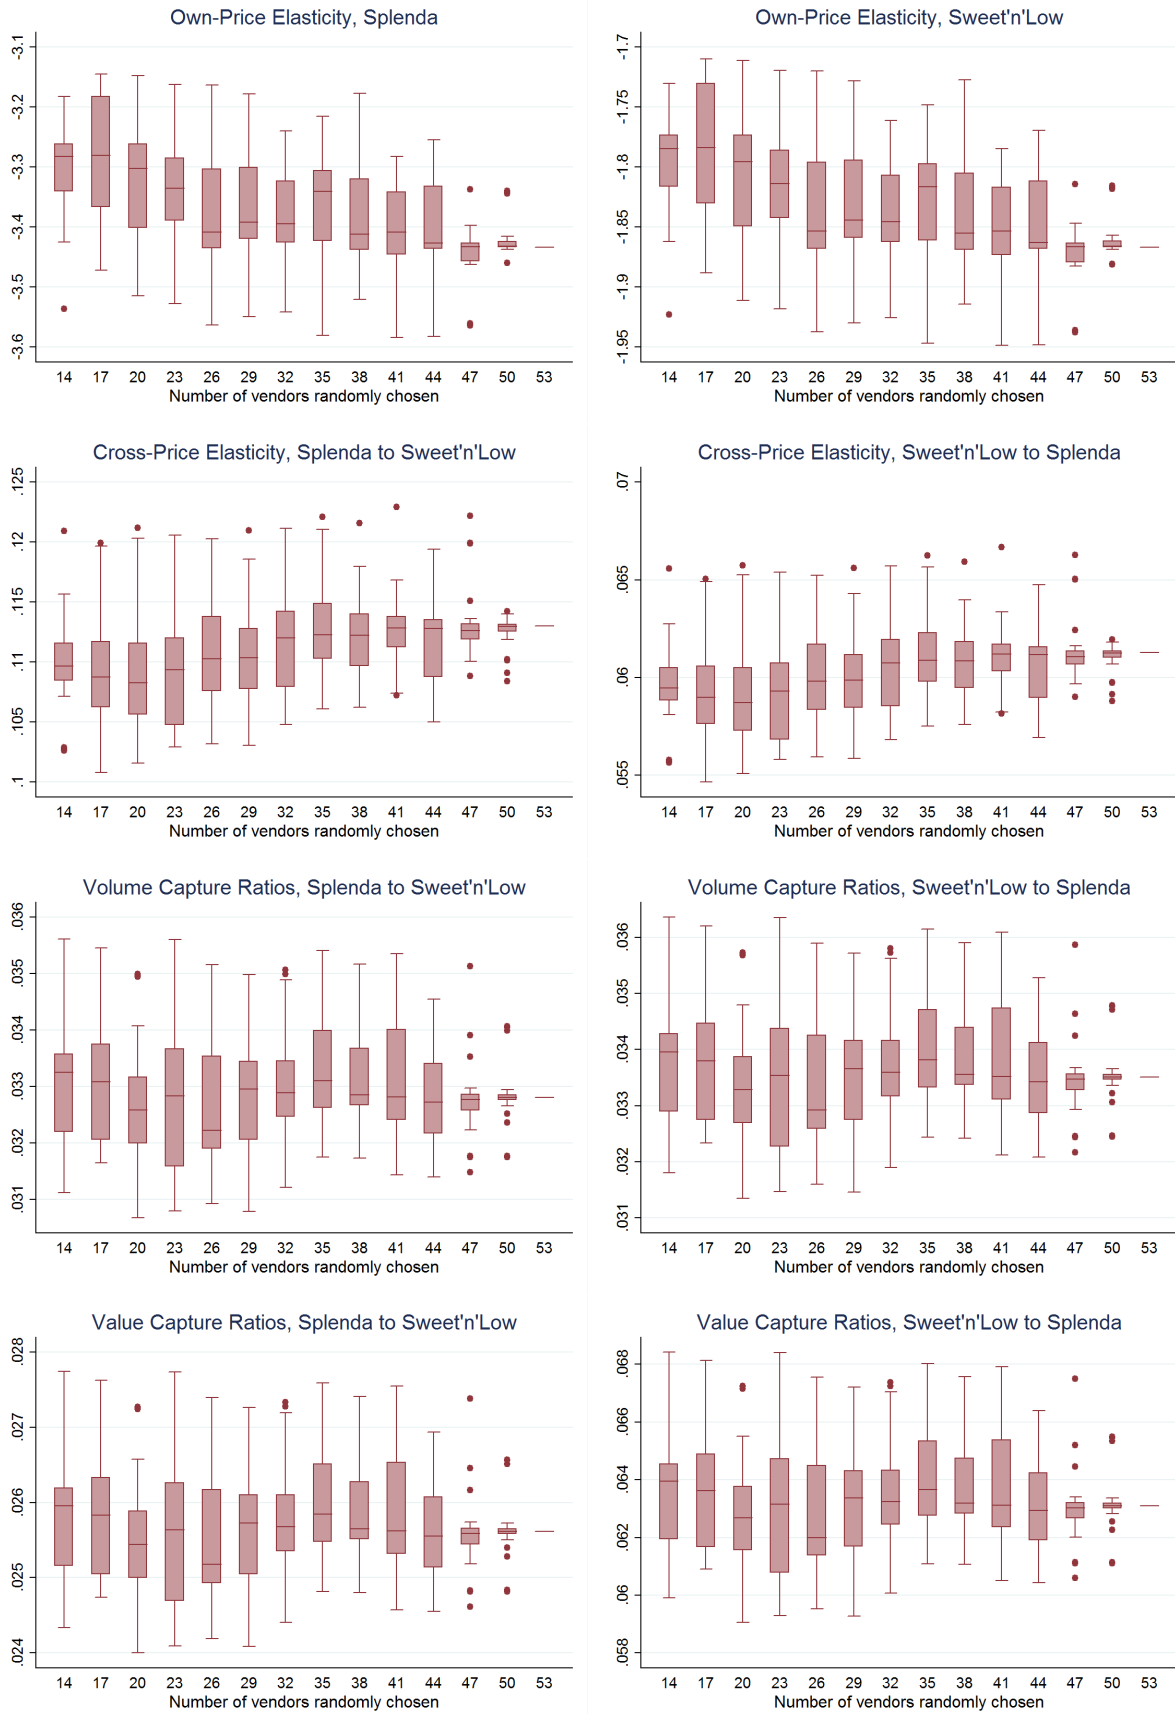 Own-Price Elasticity, Splenda
-3.1
-3.2
-3.3
-3.4
-3.5
-3.6
14 17 20 23 26 29 32 35 38 41 44 47 50 53
Number of vendors randomly chosen
Own-Price Elasticity, Sweet'n'Low
-1.7
-1.75
-1.8
-1.85
-1.9
-1.95
14 17 20 23 26 29 32 35 38 41 44 47 50 53
Number of vendors randomly chosen
Cross-Price Elasticity, Splenda to Sweet'n'Low
.125
.12
.115
.11
.105
.1
14 17 20 23 26 29 32 35 38 41 44 47 50 53
Number of vendors randomly chosen
Cross-Price Elasticity, Sweet'n'Low to Splenda
.07
.065
.06
.055
14 17 20 23 26 29 32 35 38 41 44 47 50 53
Number of vendors randomly chosen
Volume Capture Ratios, Splenda to Sweet'n'Low
.036
.035
.034
.033
.032
.031
14 17 20 23 26 29 32 35 38 41 44 47 50 53
Number of vendors randomly chosen
Volume Capture Ratios, Sweet'n'Low to Splenda
.036
.035
.034
.033
.032
.031
14 17 20 23 26 29 32 35 38 41 44 47 50 53
Number of vendors randomly chosen
Value Capture Ratios, Splenda to Sweet'n'Low
.028
.027
.026
.025
.024
14 17 20 23 26 29 32 35 38 41 44 47 50 53
Number of vendors randomly chosen
Value Capture Ratios, Sweet'n'Low to Splenda
.068
.066
.064
.062
.06
.058
14 17 20 23 26 29 32 35 38 41 44 47 50 53
Number of vendors randomly chosen